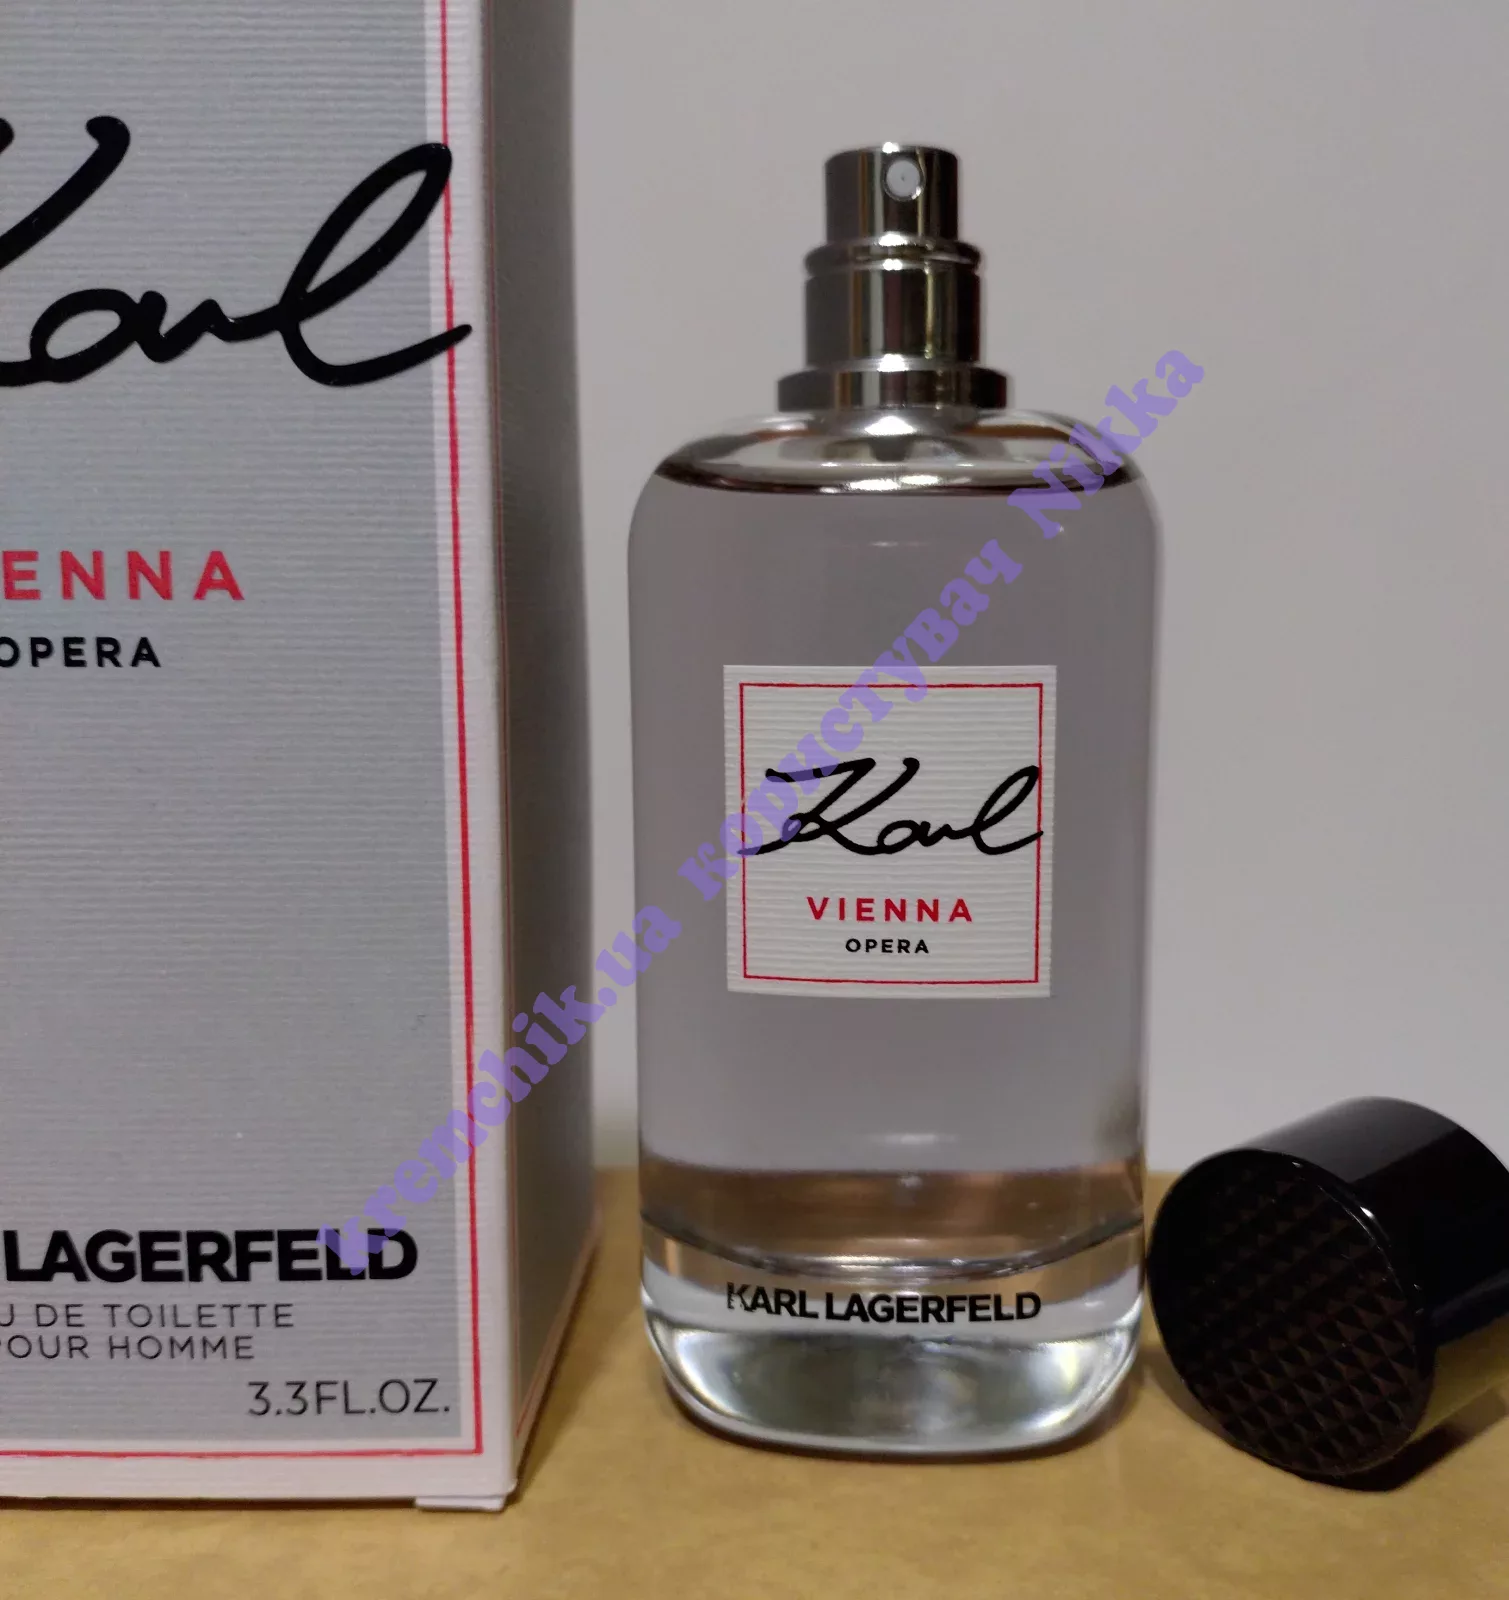 Karl
ENNA
OPERA
LAGERFELD
U DE TOILETTE
POUR HOMME
3.3FL.OZ.
Karl
VIENNA
OPERA
KARL LAGERFELD
kremchik.ua користувач Nikka